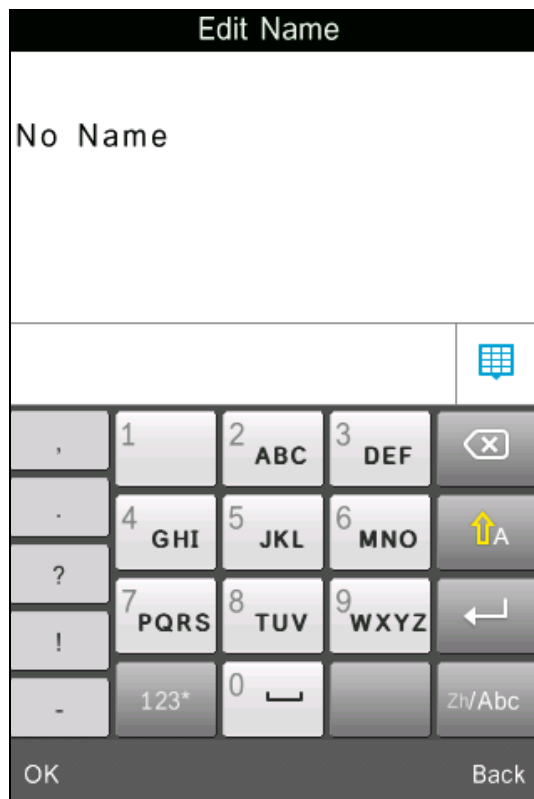 Edit Name
No Name
,
1
2 ABC
3 DEF
.
4 GHI
5 JKL
6 MNO
A
?
7 PQRS
8 TUV
9 WXYZ
!
-
123*
0
Zh/Abc
OK
Back